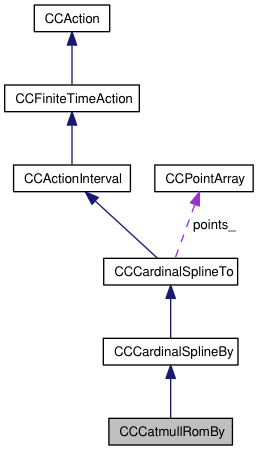 CCAction
CCFiniteTimeAction
CCActionInterval
CCPointArray
points_
CCCardinalSplineTo
CCCardinalSplineBy
CCCatmullRomBy